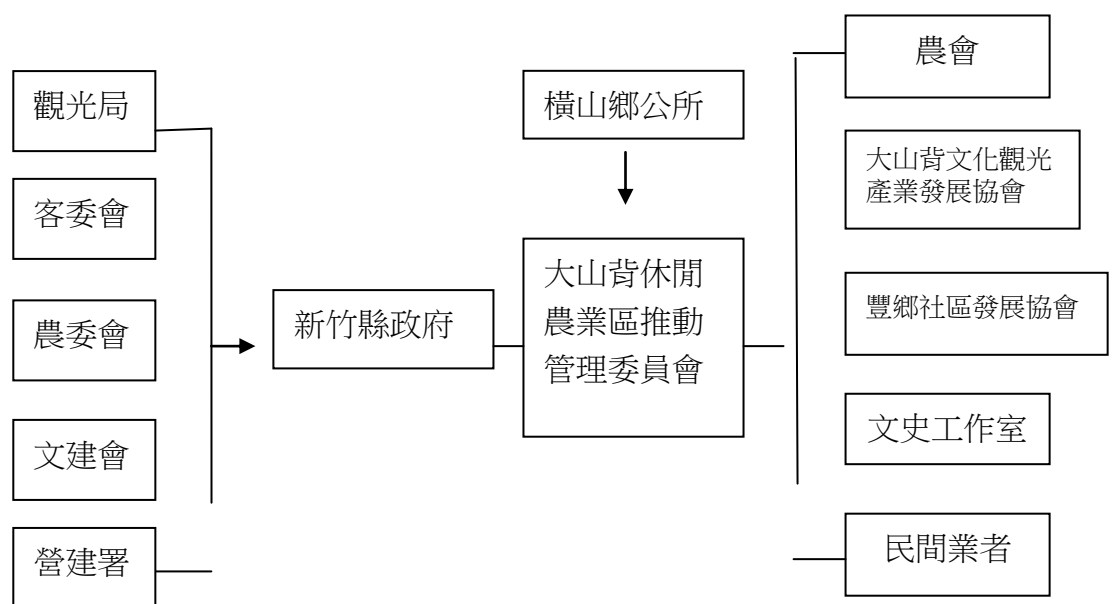 觀光局
客委會
農委會
文建會
營建署
新竹縣政府
橫山鄉公所
大山背休閒
農業區推動
管理委員會
農會
大山背文化觀光
產業發展協會
豐鄉社區發展協會
文史工作室
民間業者